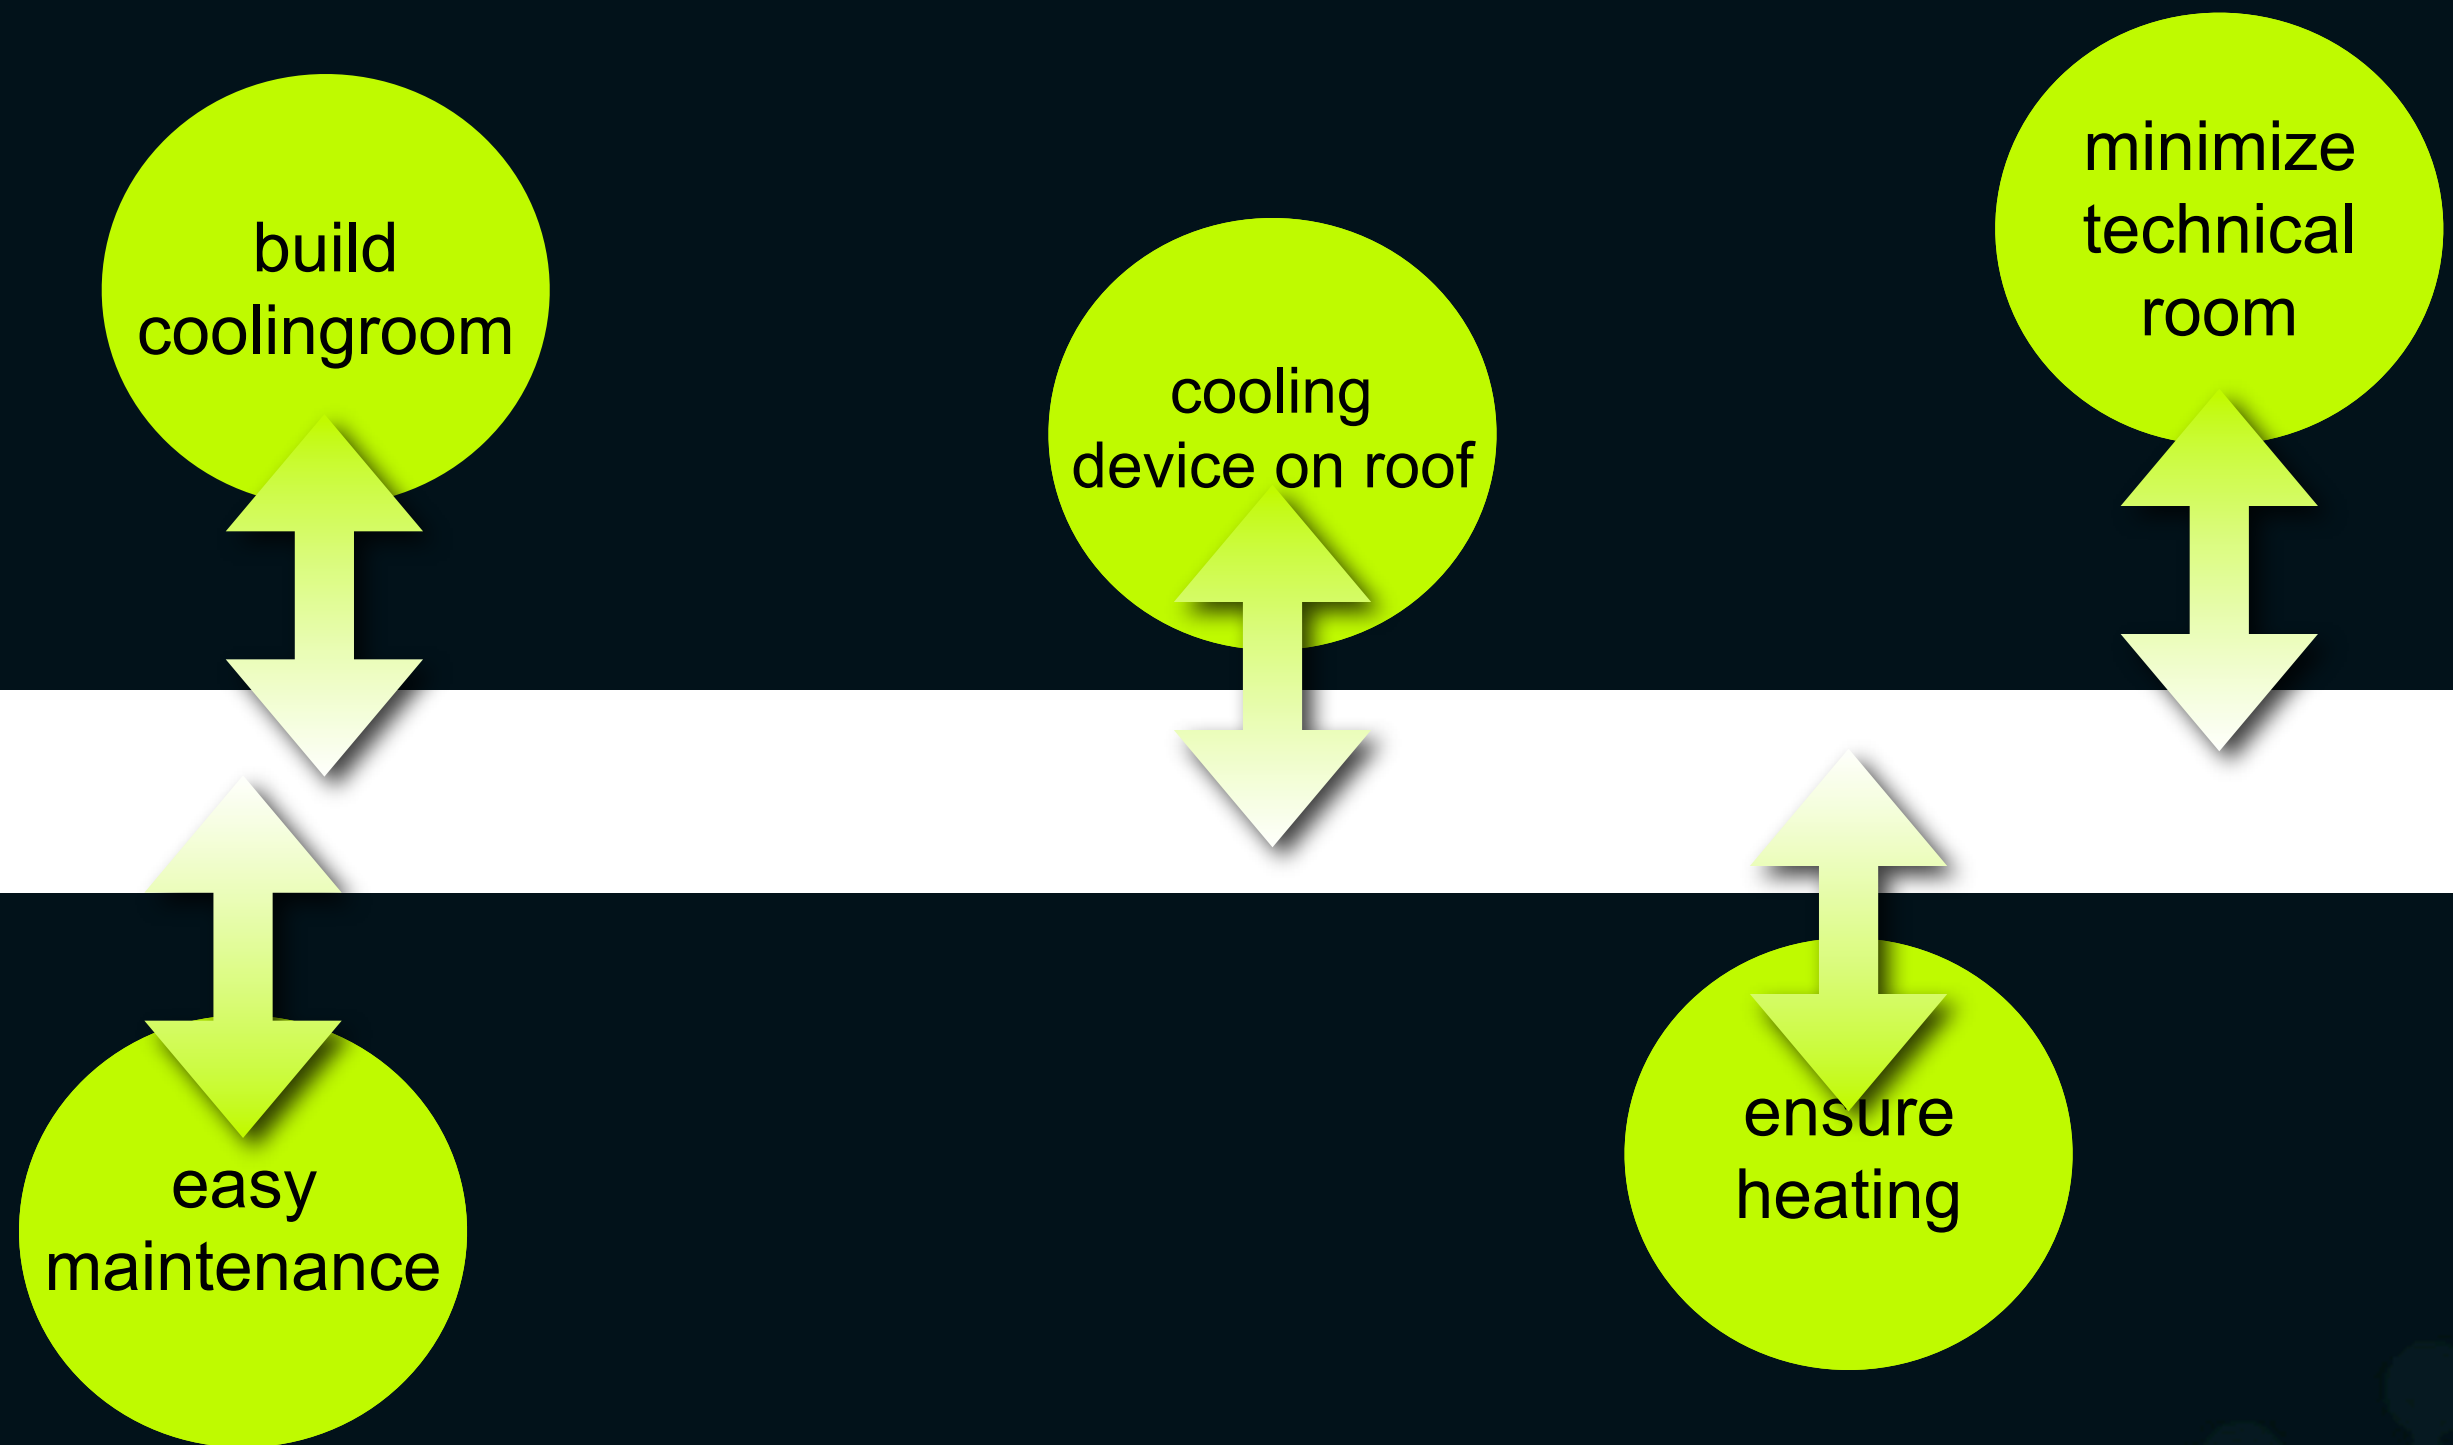 build
coolingroom
cooling
device on roof
minimize
technical
room
easy
maintenance
ensure
heating